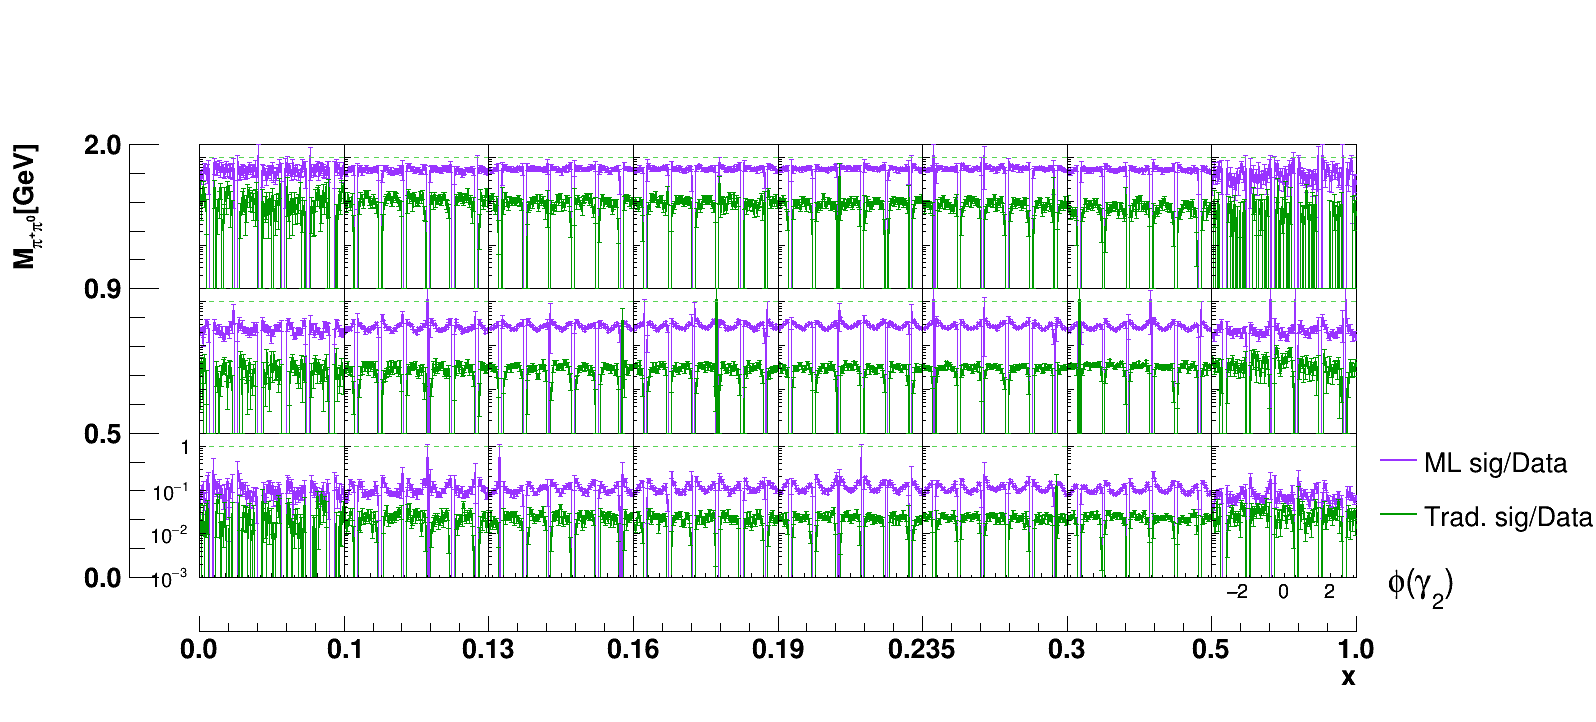 M π⁺π⁰ [GeV]
2.0
0.9
0.5
0.0
1
10⁻¹
10⁻²
10⁻³
ML sig/Data
Trad. sig/Data
−2 0 2
ϕ(γ₂)
0.0 0.1 0.13 0.16 0.19 0.235 0.3 0.5 1.0
x